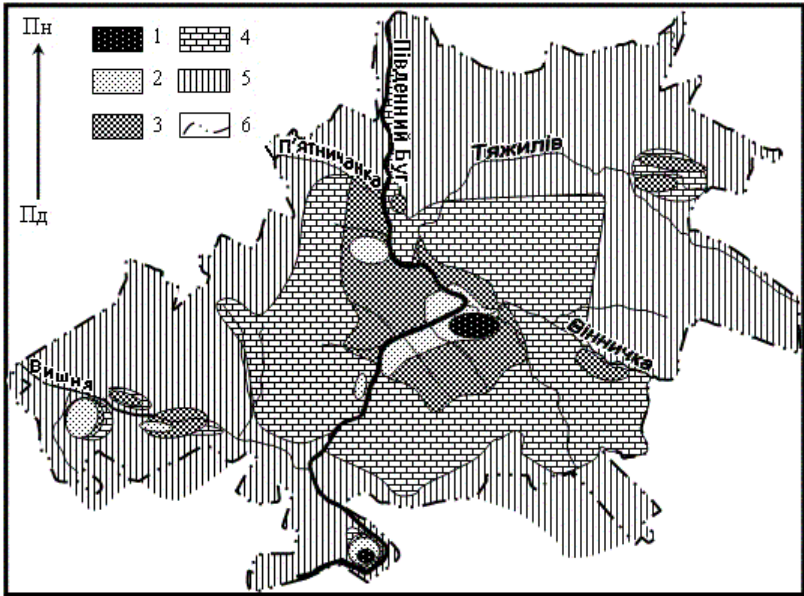 Пн
Пд
1
2
3
4
5
6
Південний Буг
П'ятничанка
Тяжилів
Вінничка
Вишня